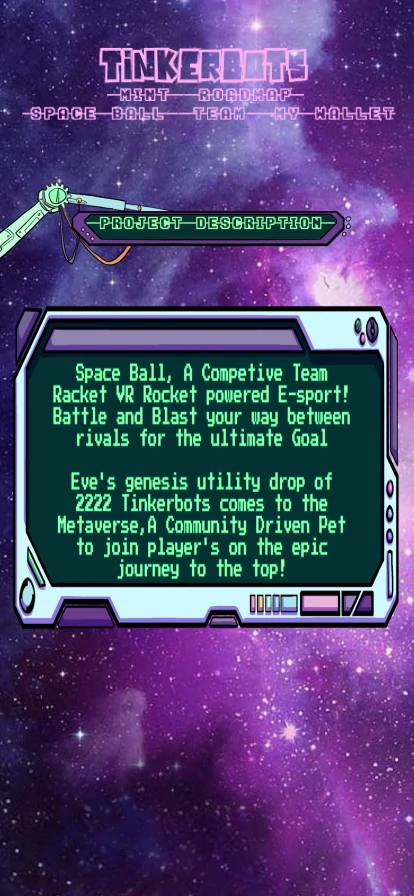 TiNKERBOTS
MINT ROADMAP
SPACE BALL TEAM MY WALLET
PROJECT DESCRIPTION
Space Ball, A Competive Team
Racket VR Rocket powered E-sport!
Battle and Blast your way between
rivals for the ultimate Goal
Eve's genesis utility drop of
2222 Tinkerbots comes to the
Metaverse,A Community Driven Pet
to join player's on the epic
journey to the top!